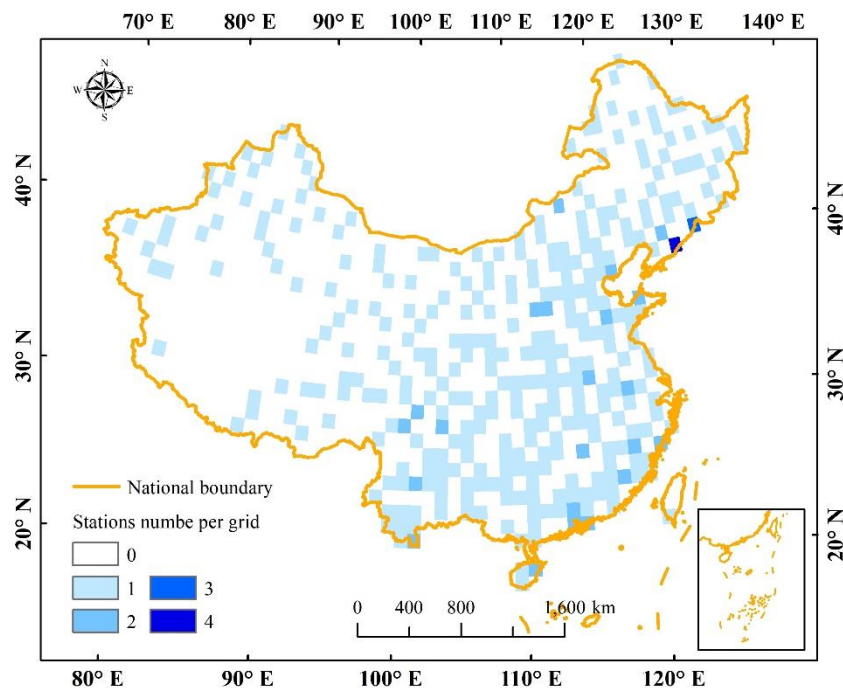 70° E 80° E 90° E 100° E 110° E 120° E 130° E 140° E
N
W E
S
40° N 40° N
30° N 30° N
20° N 20° N
National boundary
Stations numbe per grid
0
1 3
2 4
0 400 800 1 600 km
80° E 90° E 100° E 110° E 120° E